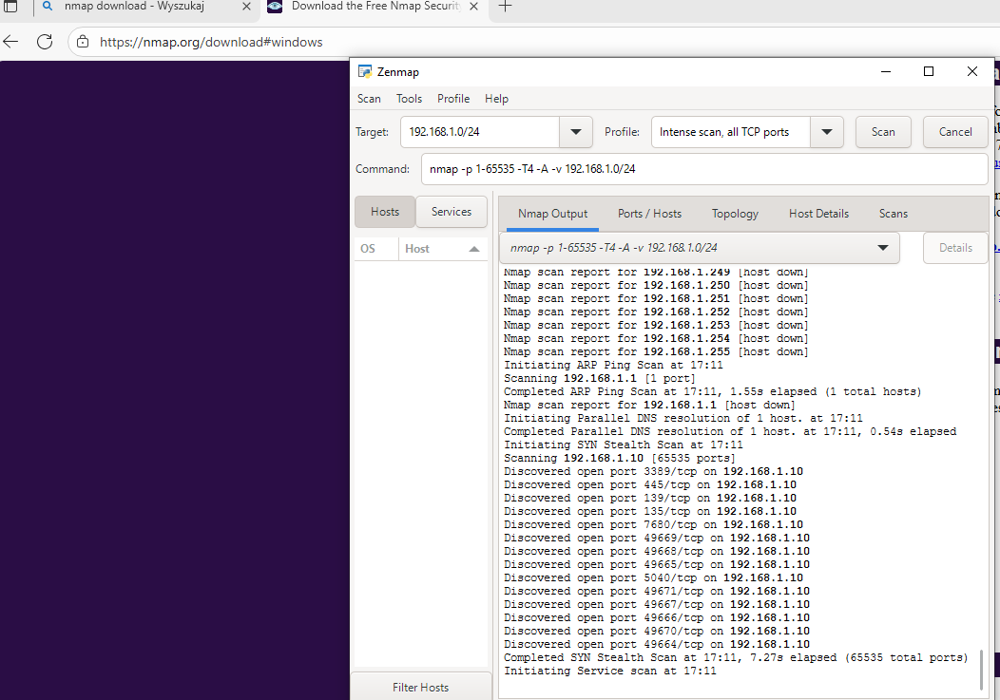 nmap download - Wyszukaj
Download the Free Nmap Security
https://nmap.org/download#windows
Zenmap
Scan Tools Profile Help
Target: 192.168.1.0/24 Profile: Intense scan, all TCP ports Scan Cancel
Command: nmap -p 1-65535 -T4 -A -v 192.168.1.0/24
Hosts Services
Nmap Output Ports / Hosts Topology Host Details Scans
OS Host
nmap -p 1-65535 -T4 -A -v 192.168.1.0/24 Details
Nmap scan report for 192.168.1.249 [host down]
Nmap scan report for 192.168.1.250 [host down]
Nmap scan report for 192.168.1.251 [host down]
Nmap scan report for 192.168.1.252 [host down]
Nmap scan report for 192.168.1.253 [host down]
Nmap scan report for 192.168.1.254 [host down]
Nmap scan report for 192.168.1.255 [host down]
Initiating ARP Ping Scan at 17:11
Scanning 192.168.1.1 [1 port]
Completed ARP Ping Scan at 17:11, 1.55s elapsed (1 total hosts)
Nmap scan report for 192.168.1.1 [host down]
Initiating Parallel DNS resolution of 1 host. at 17:11
Completed Parallel DNS resolution of 1 host. at 17:11, 0.54s elapsed
Initiating SYN Stealth Scan at 17:11
Scanning 192.168.1.10 [65535 ports]
Discovered open port 3389/tcp on 192.168.1.10
Discovered open port 445/tcp on 192.168.1.10
Discovered open port 139/tcp on 192.168.1.10
Discovered open port 135/tcp on 192.168.1.10
Discovered open port 7680/tcp on 192.168.1.10
Discovered open port 49669/tcp on 192.168.1.10
Discovered open port 49668/tcp on 192.168.1.10
Discovered open port 49665/tcp on 192.168.1.10
Discovered open port 5040/tcp on 192.168.1.10
Discovered open port 49671/tcp on 192.168.1.10
Discovered open port 49667/tcp on 192.168.1.10
Discovered open port 49666/tcp on 192.168.1.10
Discovered open port 49670/tcp on 192.168.1.10
Discovered open port 49664/tcp on 192.168.1.10
Completed SYN Stealth Scan at 17:11, 7.27s elapsed (65535 total ports)
Initiating Service scan at 17:11
Filter Hosts